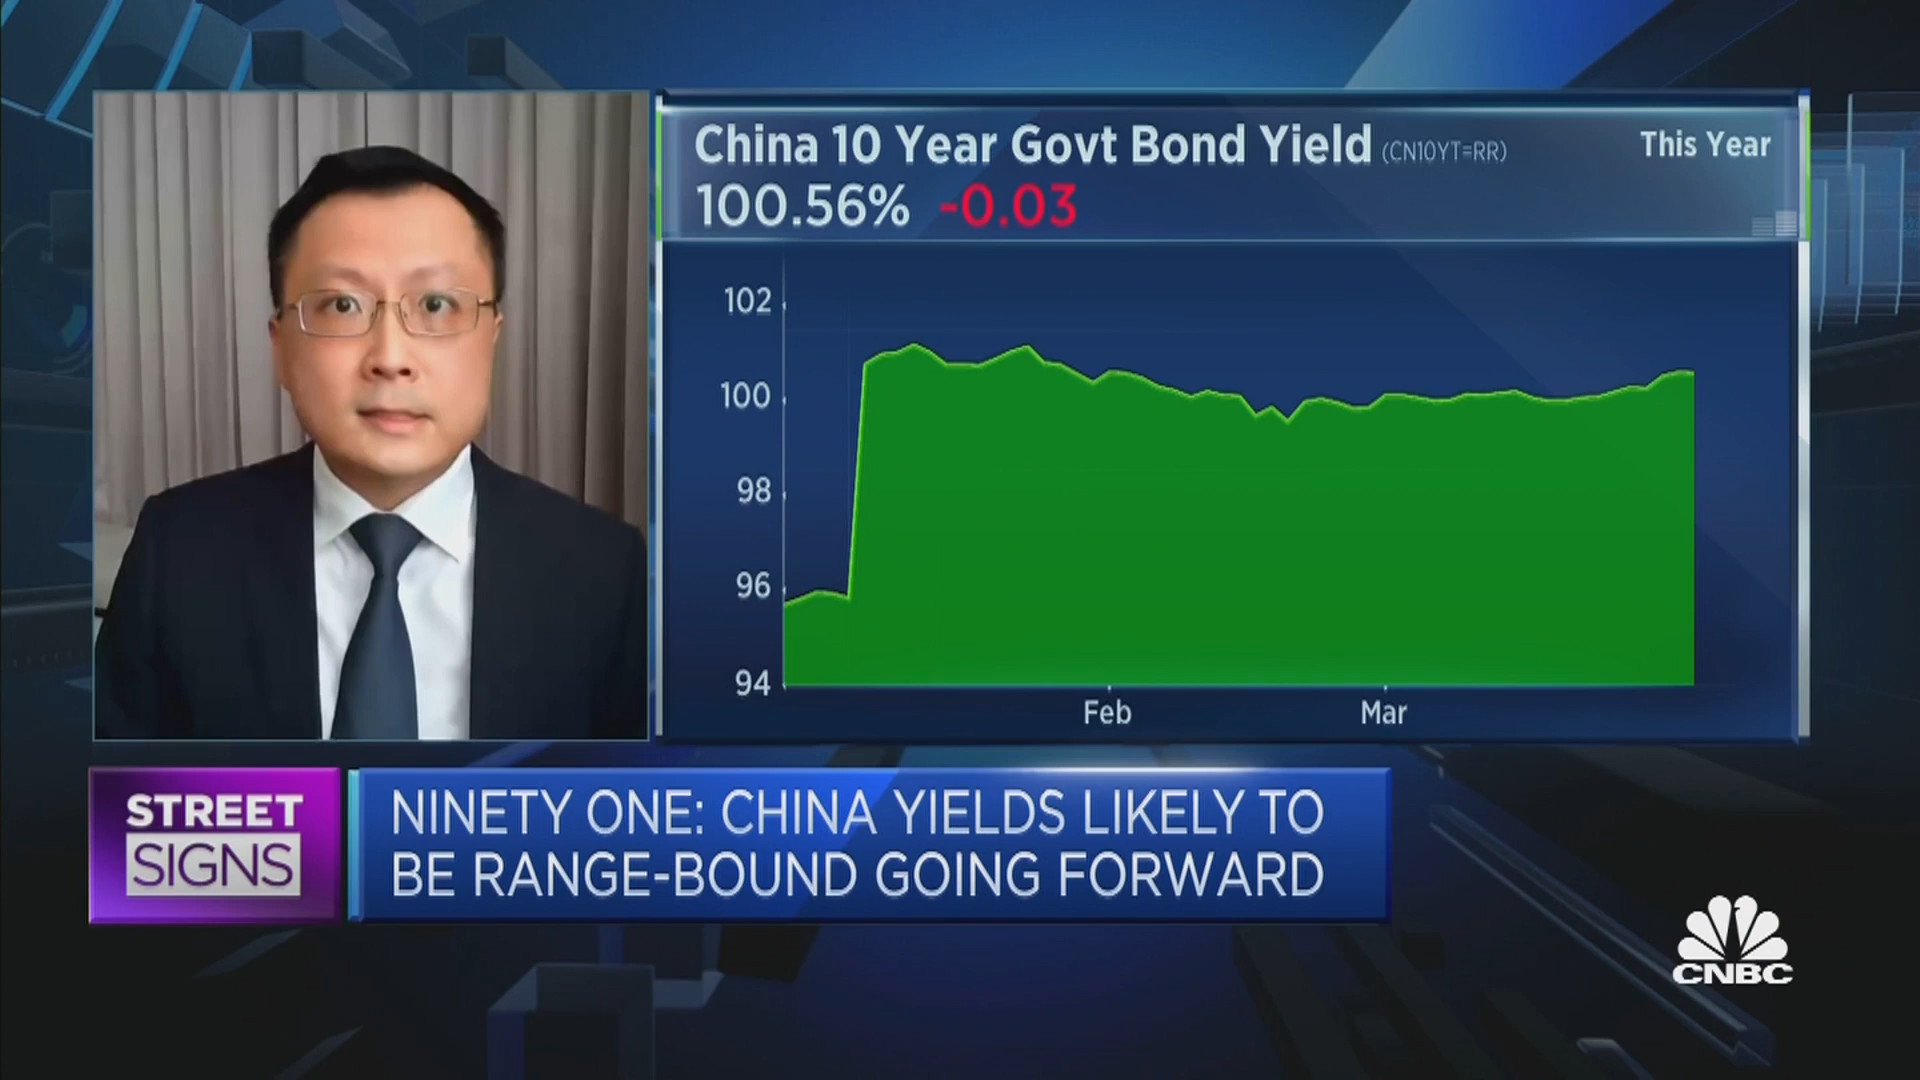 China 10 Year Govt Bond Yield (CN10YT=RR) This Year
100.56% -0.03
102
100
98
96
94
Feb Mar
STREET
SIGNS
NINETY ONE: CHINA YIELDS LIKELY TO
BE RANGE-BOUND GOING FORWARD
CNBC